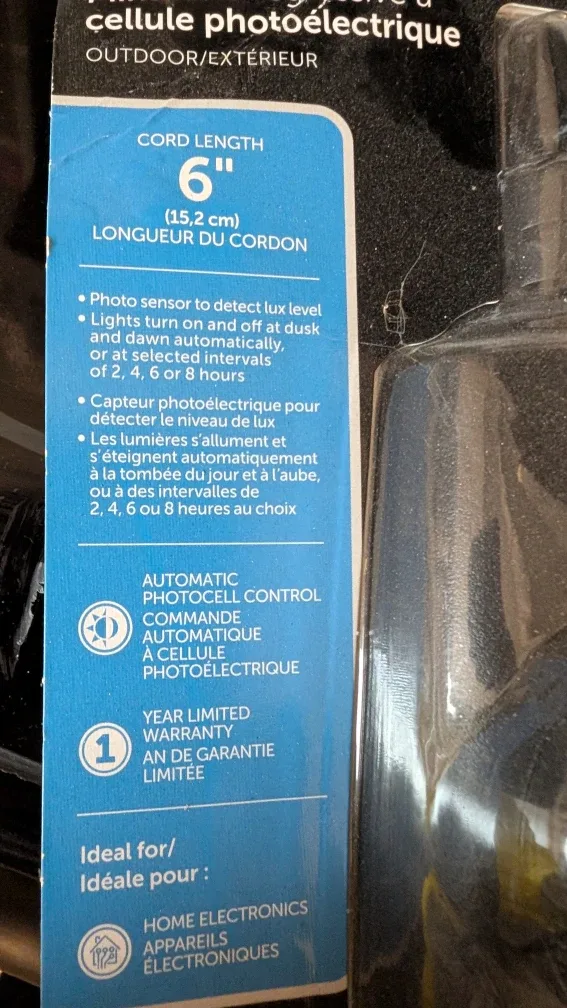 cellule photoélectrique
OUTDOOR/EXTÉRIEUR
CORD LENGTH
6"
(15,2 cm)
LONGUEUR DU CORDON
• Photo sensor to detect lux level
• Lights turn on and off at dusk
and dawn automatically,
or at selected intervals
of 2, 4, 6 or 8 hours
• Capteur photoélectrique pour
détecter le niveau de lux
• Les lumières s'allument et
s'éteignent automatiquement
à la tombée du jour et à l'aube,
ou à des intervalles de
2, 4, 6 ou 8 heures au choix
AUTOMATIC
PHOTOCELL CONTROL
COMMANDE
AUTOMATIQUE
À CELLULE
PHOTOÉLECTRIQUE
1
YEAR LIMITED
WARRANTY
AN DE GARANTIE
LIMITÉE
Ideal for/
Idéale pour :
HOME ELECTRONICS
APPAREILS
ÉLECTRONIQUES